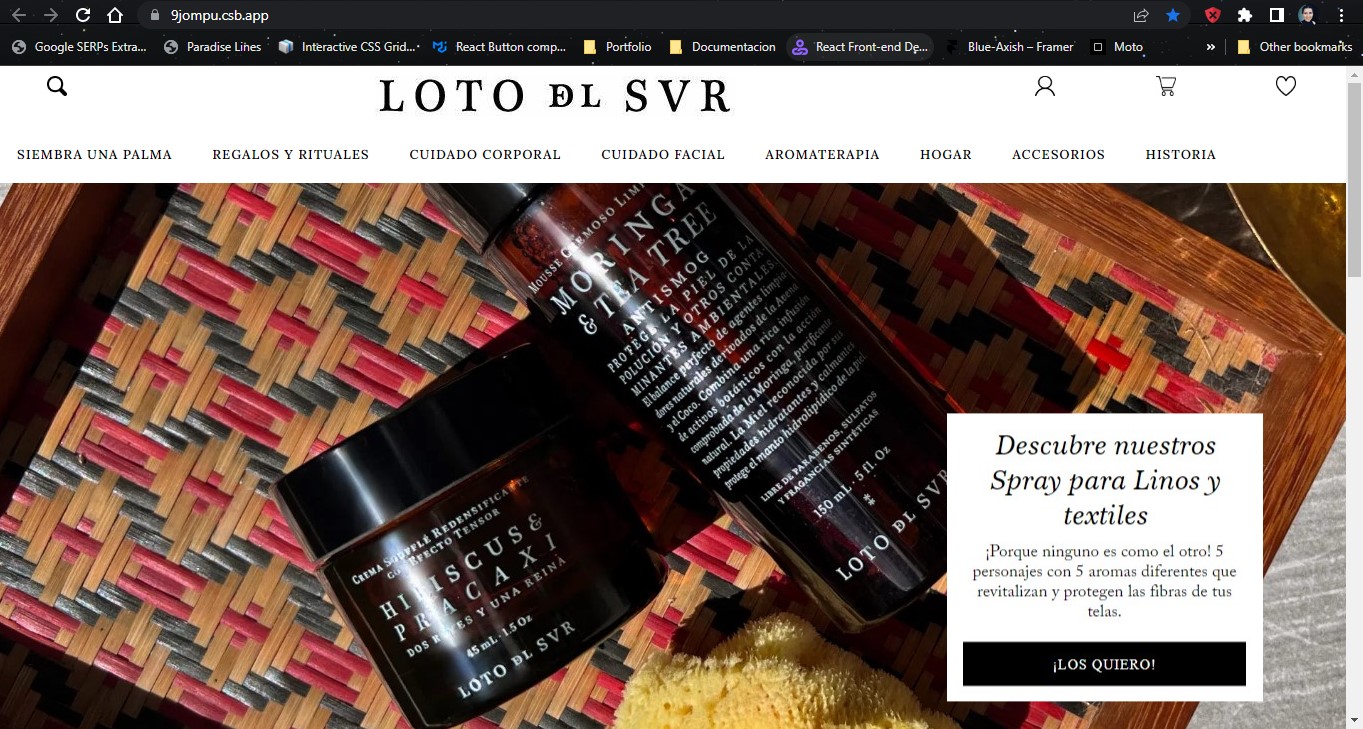 9jompu.csb.app
Google SERPs Extra...
Paradise Lihes
Interactive CSS Grid...
React Button comp...
Portfolio
Documentacion
React Front-end De...
Blue-Axish – Framer
Moto
»
Other bookmarks
LOTO DEL SVR
SIEMBRA UNA PALMA
REGALOS Y RITUALES
CUIDADO CORPORAL
CUIDADO FACIAL
AROMATERAPIA
HOGAR
ACCESORIOS
HISTORIA
MOUSSE CREMOSO
MORINGA
& TEA TREE
ANTISMOG
PROTEGE LA PIEL DE LA
POLUCIÓN Y OTROS CONTA
MINANTES AMBIENTALES
El balance perfecto de agentes limpia-
dores naturales derivados de la Avena
y el Coco. Combina una rica infusión
de activos botánicos con la acción
comprobada de la Moringa purificante
natural. La Miel reconocida por sus
propiedades hidratantes y calmantes
protege el manto hidrolipídico de la piel
LIBRE DE PARABENOS, SULFATOS
Y FRAGANCIAS SINTÉTICAS
150 mL · 5 fl. Oz
LOTO DEL SVR
CREMA SOUFFLÉ REDENSIFICANTE
CON EFECTO TENSOR
HIBISCUS &
PRACAXI
DOS REYES Y UNA REINA
45 mL · 1.5 Oz
LOTO DEL SVR
Descubre nuestros
Spray para Linos y
textiles
¡Porque ninguno es como el otro! 5
personajes con 5 aromas diferentes que
revitalizan y protegen las fibras de tus
telas.
¡LOS QUIERO!